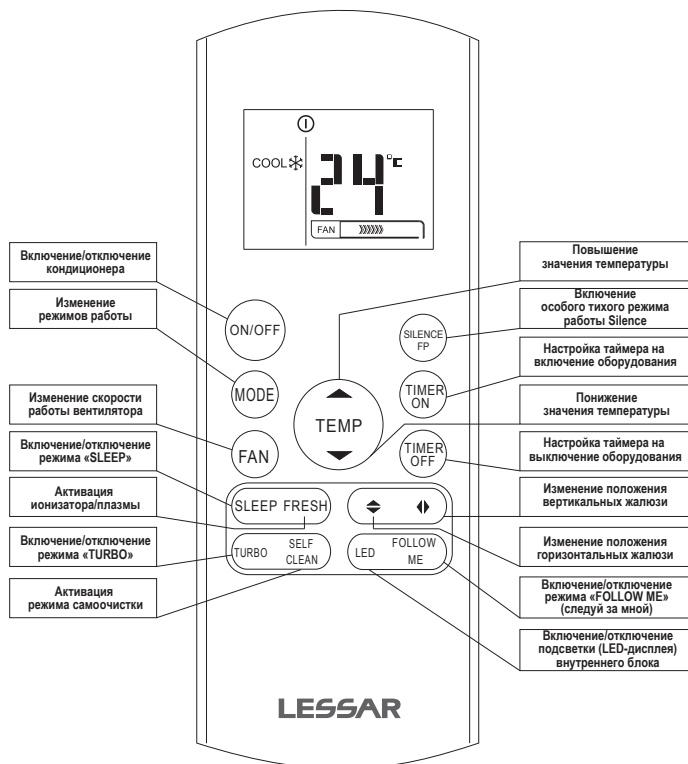 COOL
24°C
FAN
Включение/отключение
кондиционера
Изменение
режимов работы
Изменение скорости
работы вентилятора
Включение/отключение
режима «SLEEP»
Активация
ионизатора/плазмы
Включение/отключение
режима «TURBO»
Активация
режима самоочистки
ON/OFF
MODE
FAN
TEMP
SILENCE
FP
TIMER
ON
TIMER
OFF
SLEEP FRESH
TURBO
SELF
CLEAN
LED
FOLLOW
ME
Повышение
значения температуры
Включение
особого тихого режима
работы Silence
Настройка таймера на
включение оборудования
Понижение
значения температуры
Настройка таймера на
выключение оборудования
Изменение положения
вертикальных жалюзи
Изменение положения
горизонтальных жалюзи
Включение/отключение
режима «FOLLOW ME»
(следуй за мной)
Включение/отключение
подсветки (LED-дисплея)
внутреннего блока
LESSAR